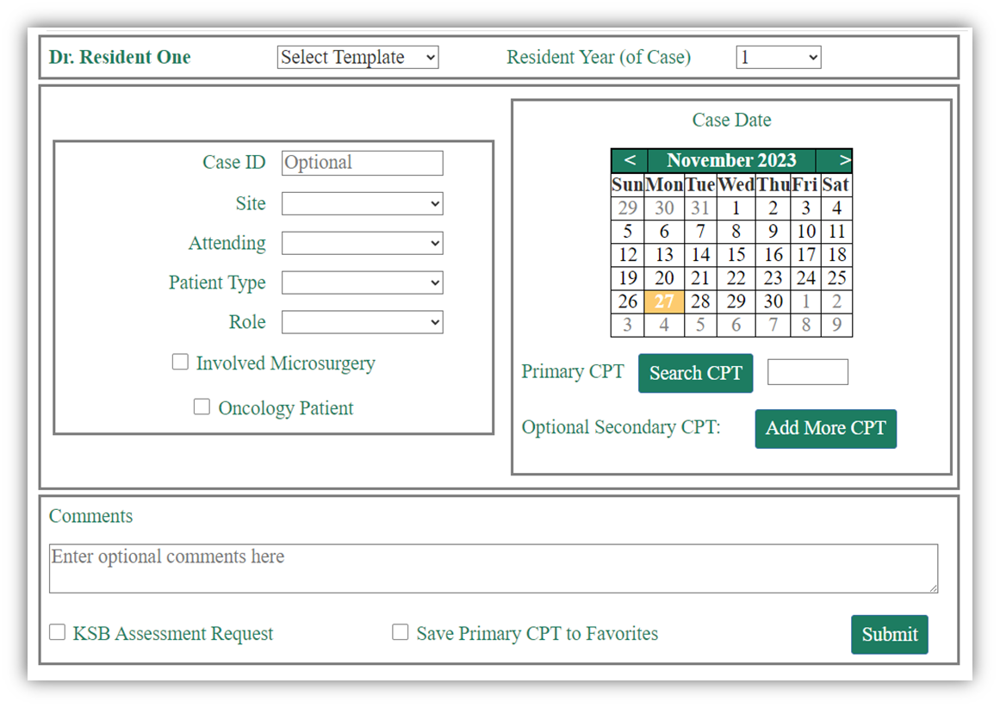 Dr. Resident One Select Template Resident Year (of Case) 1
Case ID Optional
Site
Attending
Patient Type
Role
Involved Microsurgery
Oncology Patient
Case Date
< November 2023 >
Sun Mon Tue Wed Thu Fri Sat
29 30 31 1 2 3 4
5 6 7 8 9 10 11
12 13 14 15 16 17 18
19 20 21 22 23 24 25
26 27 28 29 30 1 2
3 4 5 6 7 8 9
Primary CPT Search CPT
Optional Secondary CPT: Add More CPT
Comments
Enter optional comments here
KSB Assessment Request Save Primary CPT to Favorites Submit